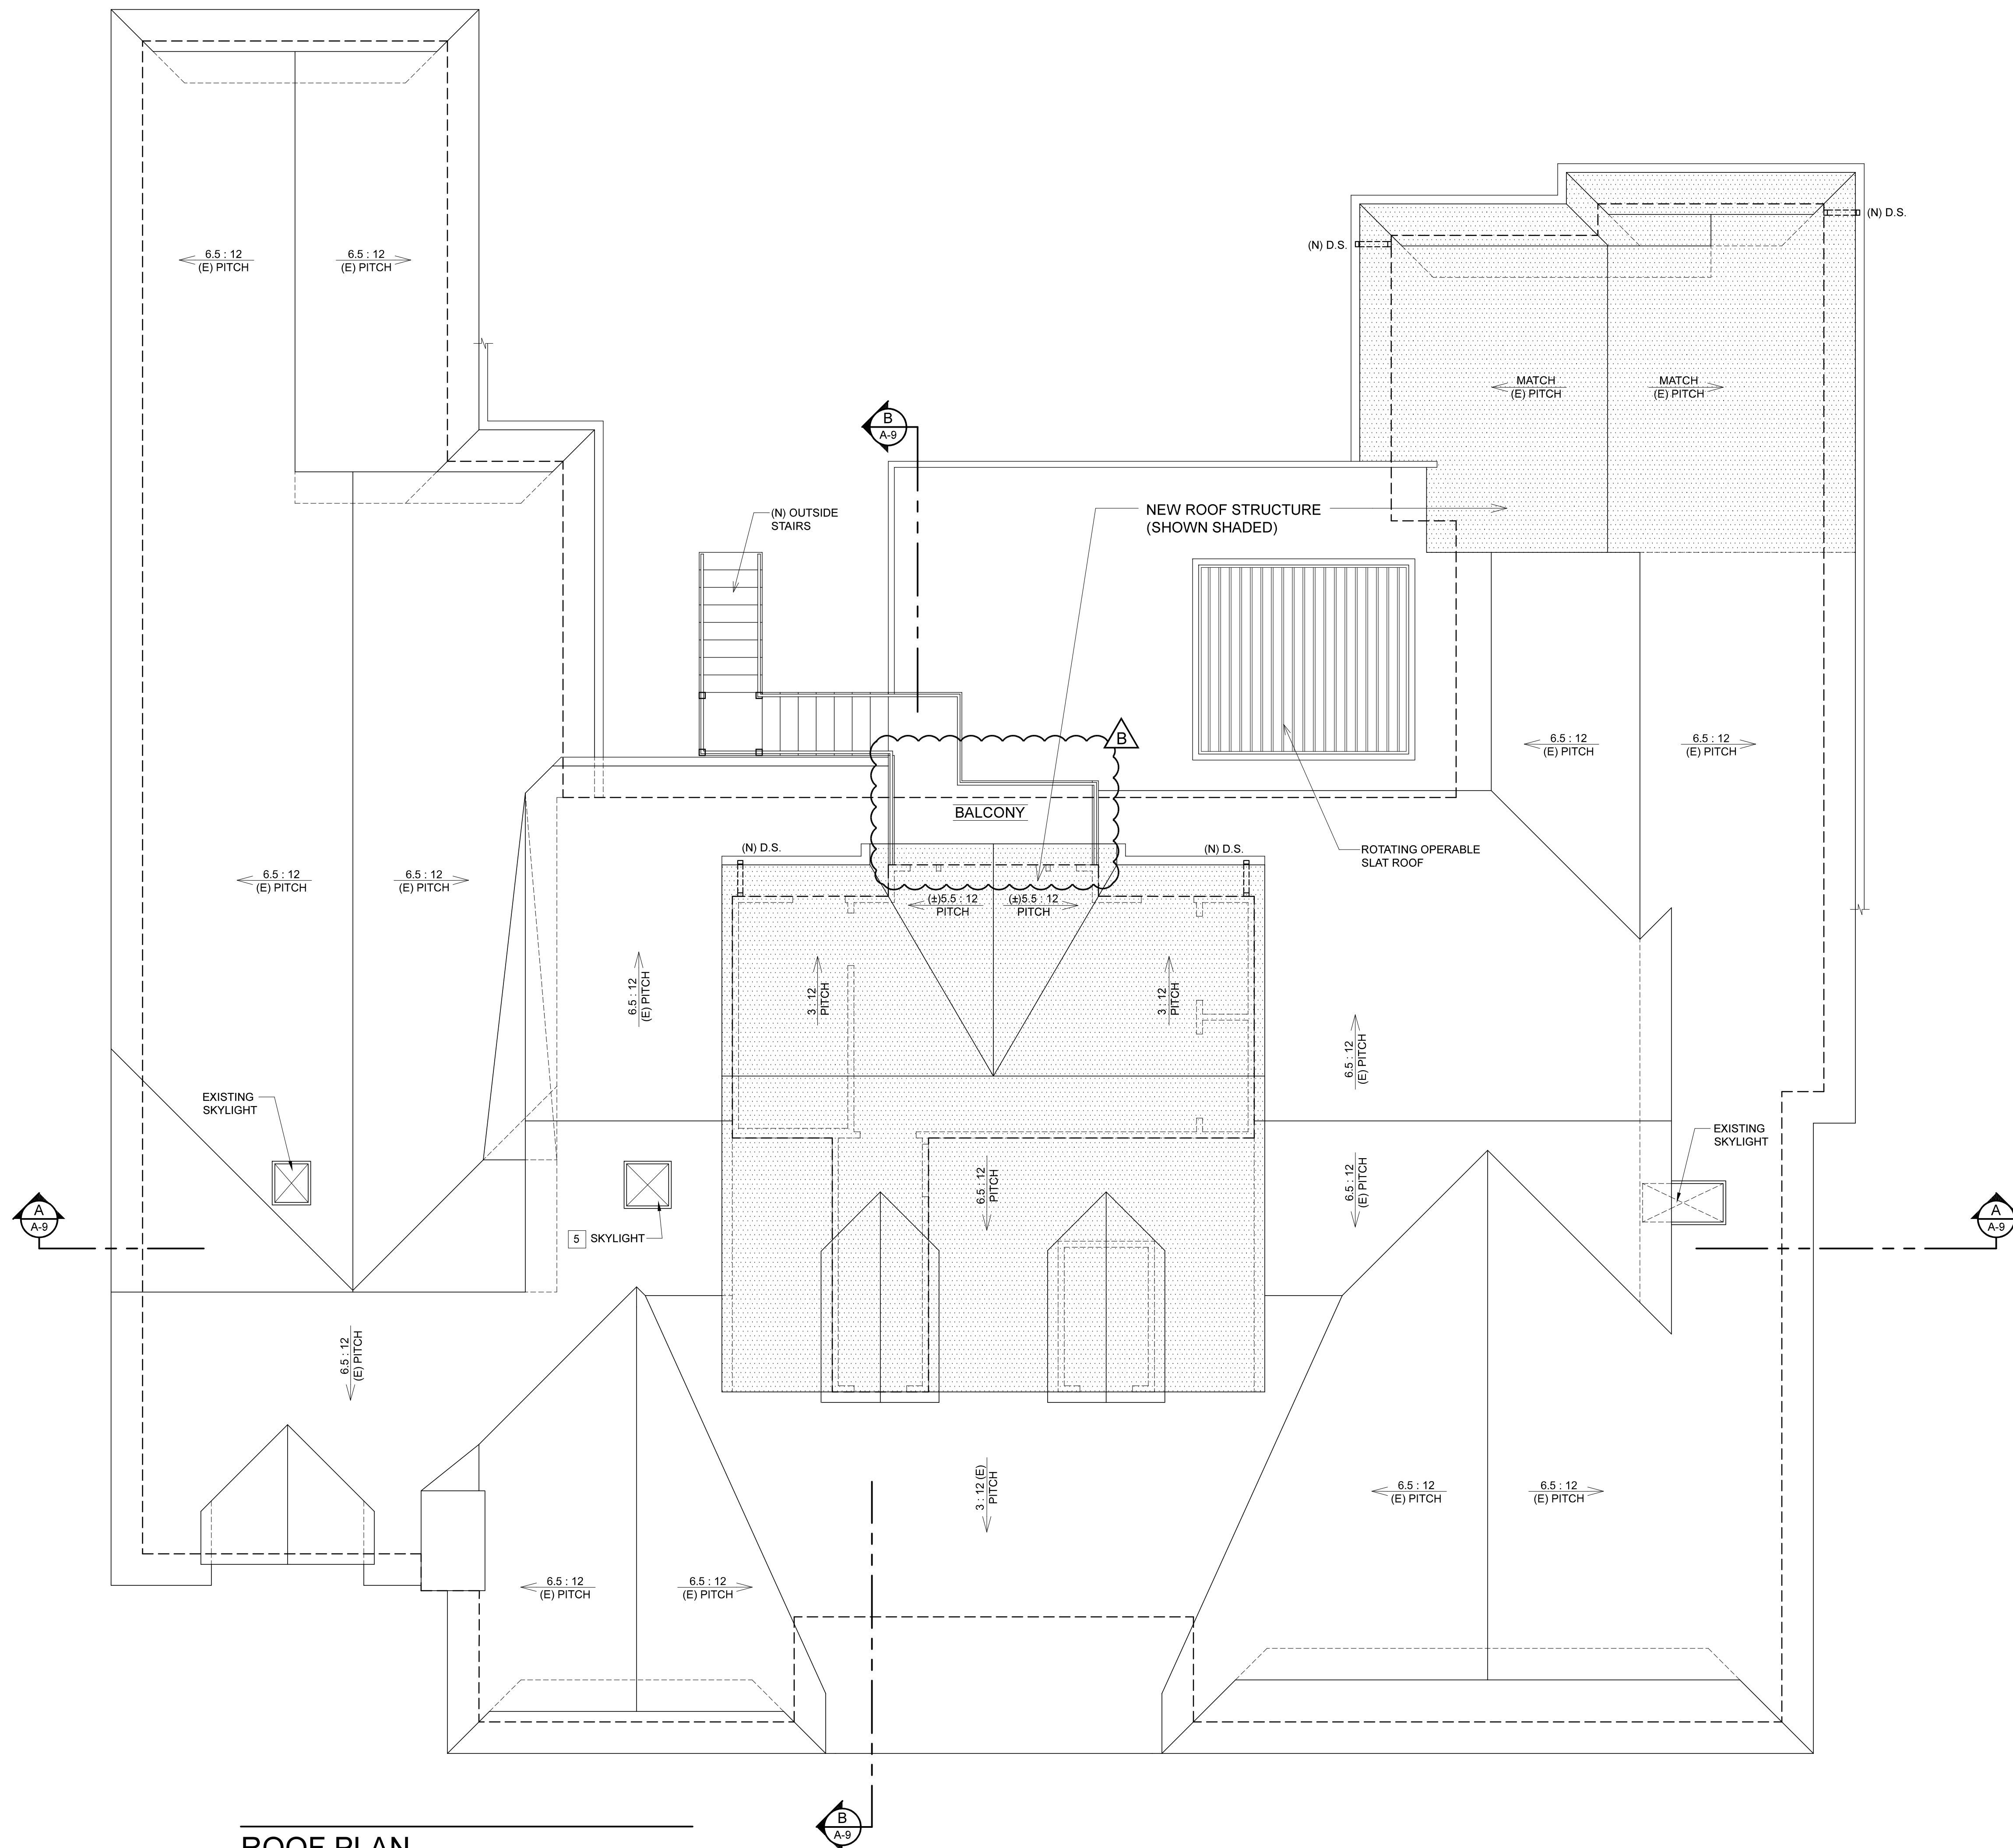 6.5 : 12
(E) PITCH
6.5 : 12
(E) PITCH
(N) D.S.
(N) D.S.
MATCH
(E) PITCH
MATCH
(E) PITCH
B
A-9
(N) OUTSIDE
STAIRS
NEW ROOF STRUCTURE
(SHOWN SHADED)
B
6.5 : 12
(E) PITCH
6.5 : 12
(E) PITCH
BALCONY
(N) D.S.
(N) D.S.
ROTATING OPERABLE
SLAT ROOF
6.5 : 12
(E) PITCH
6.5 : 12
(E) PITCH
(±)5.5 : 12
PITCH
(±)5.5 : 12
PITCH
6.5 : 12
(E) PITCH
3 : 12
PITCH
3 : 12
PITCH
6.5 : 12
(E) PITCH
EXISTING
SKYLIGHT
EXISTING
SKYLIGHT
6.5 : 12
PITCH
6.5 : 12
(E) PITCH
A
A-9
5 SKYLIGHT
A
A-9
6.5 : 12
(E) PITCH
3 : 12 (E)
PITCH
6.5 : 12
(E) PITCH
6.5 : 12
(E) PITCH
6.5 : 12
(E) PITCH
6.5 : 12
(E) PITCH
B
A-9
ROOF PLAN